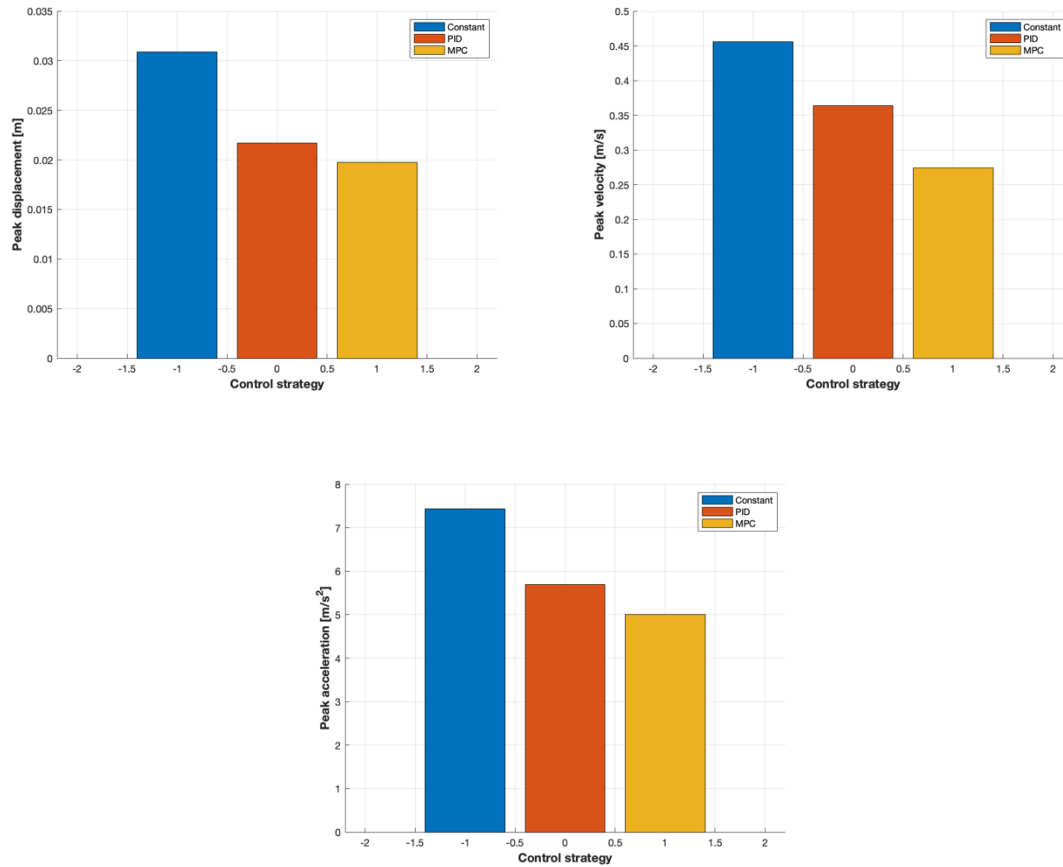 Peak displacement [m]
0.035
0.03
0.025
0.02
0.015
0.01
0.005
0
-2 -1.5 -1 -0.5 0 0.5 1 1.5 2
Control strategy
Constant
PID
MPC
Peak velocity [m/s]
0.5
0.45
0.4
0.35
0.3
0.25
0.2
0.15
0.1
0.05
0
-2 -1.5 -1 -0.5 0 0.5 1 1.5 2
Control strategy
Constant
PID
MPC
Peak acceleration [m/s²]
8
7
6
5
4
3
2
1
0
-2 -1.5 -1 -0.5 0 0.5 1 1.5 2
Control strategy
Constant
PID
MPC